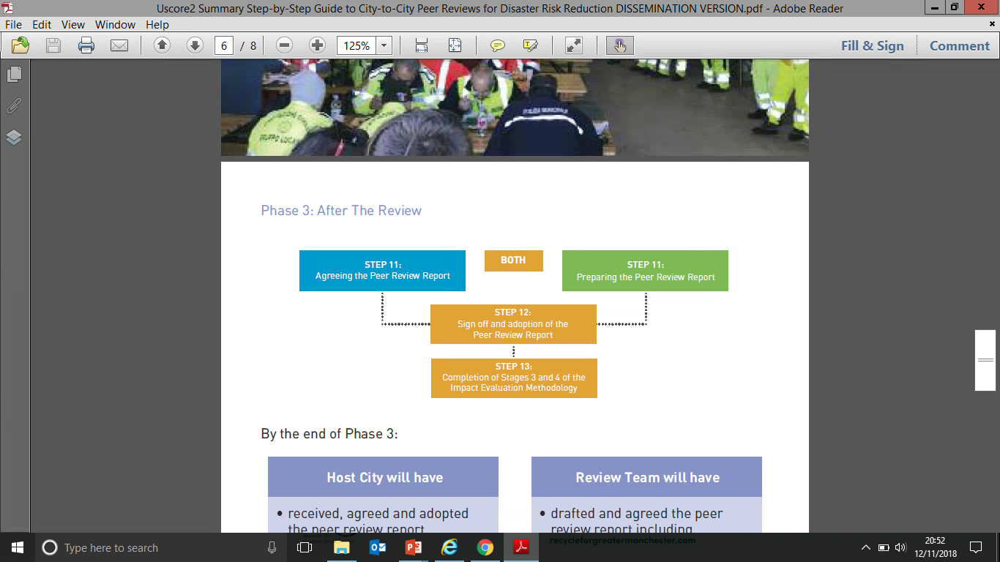 Uscore2 Summary Step-by-Step Guide to City-to-City Peer Reviews for Disaster Risk Reduction DISSEMINATION VERSION.pdf - Adobe Reader
File Edit View Window Help
6 / 8 125% Fill & Sign Comment
POLIZIA MUNICIPALE
GRUPPO
Phase 3: After The Review
STEP 11:
Agreeing the Peer Review Report
BOTH
STEP 11:
Preparing the Peer Review Report
STEP 12:
Sign off and adoption of the
Peer Review Report
STEP 13:
Completion of Stages 3 and 4 of the
Impact Evaluation Methodology
By the end of Phase 3:
Host City will have
• received, agreed and adopted
the peer review report
Review Team will have
• drafted and agreed the peer
review report including
recycleforgreatermanchester.com
Type here to search
20:52
12/11/2018